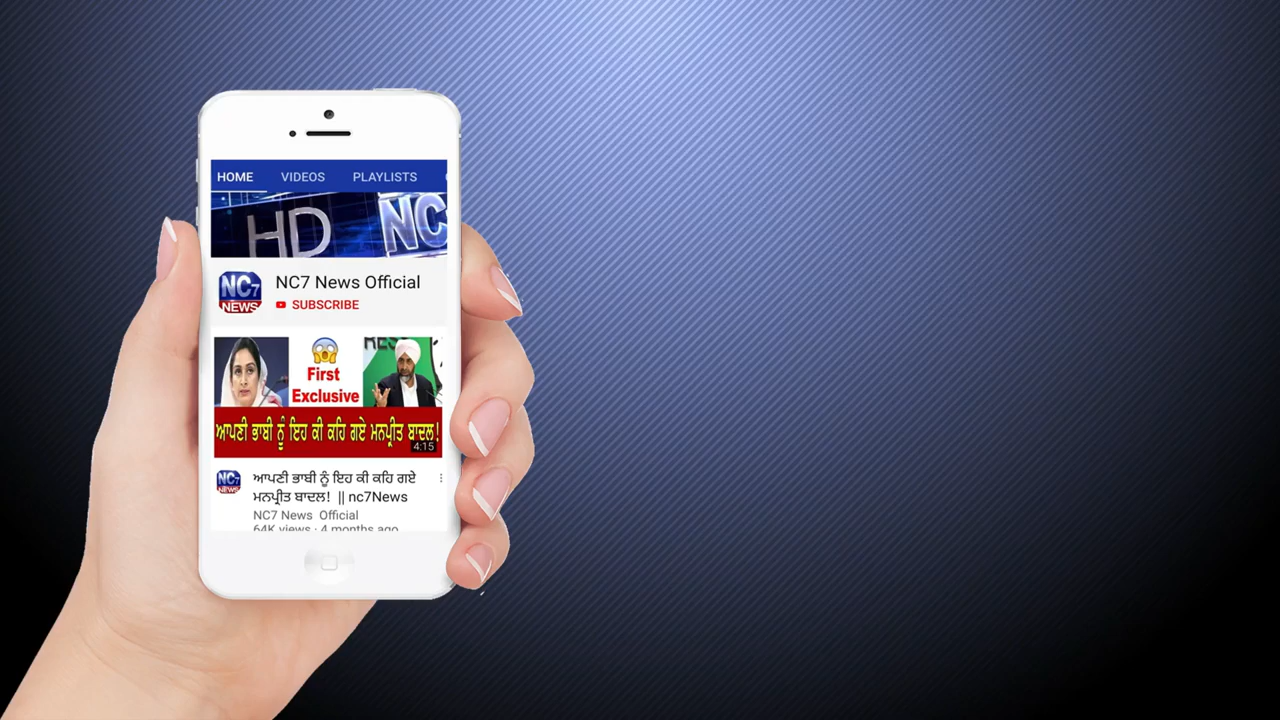 HOME VIDEOS PLAYLISTS
HD NC
NC7 NEWS
NC7 News Official
SUBSCRIBE
RES
First
Exclusive
ਆਪਣੀ ਭਾਬੀ ਨੂੰ ਇਹ ਕੀ ਕਹਿ ਗਏ ਮਨਪ੍ਰੀਤ ਬਾਦਲ!
4:15
NC7 NEWS
ਆਪਣੀ ਭਾਬੀ ਨੂੰ ਇਹ ਕੀ ਕਹਿ ਗਏ
ਮਨਪ੍ਰੀਤ ਬਾਦਲ! || nc7News
NC7 News Official
64K views · 4 months ago